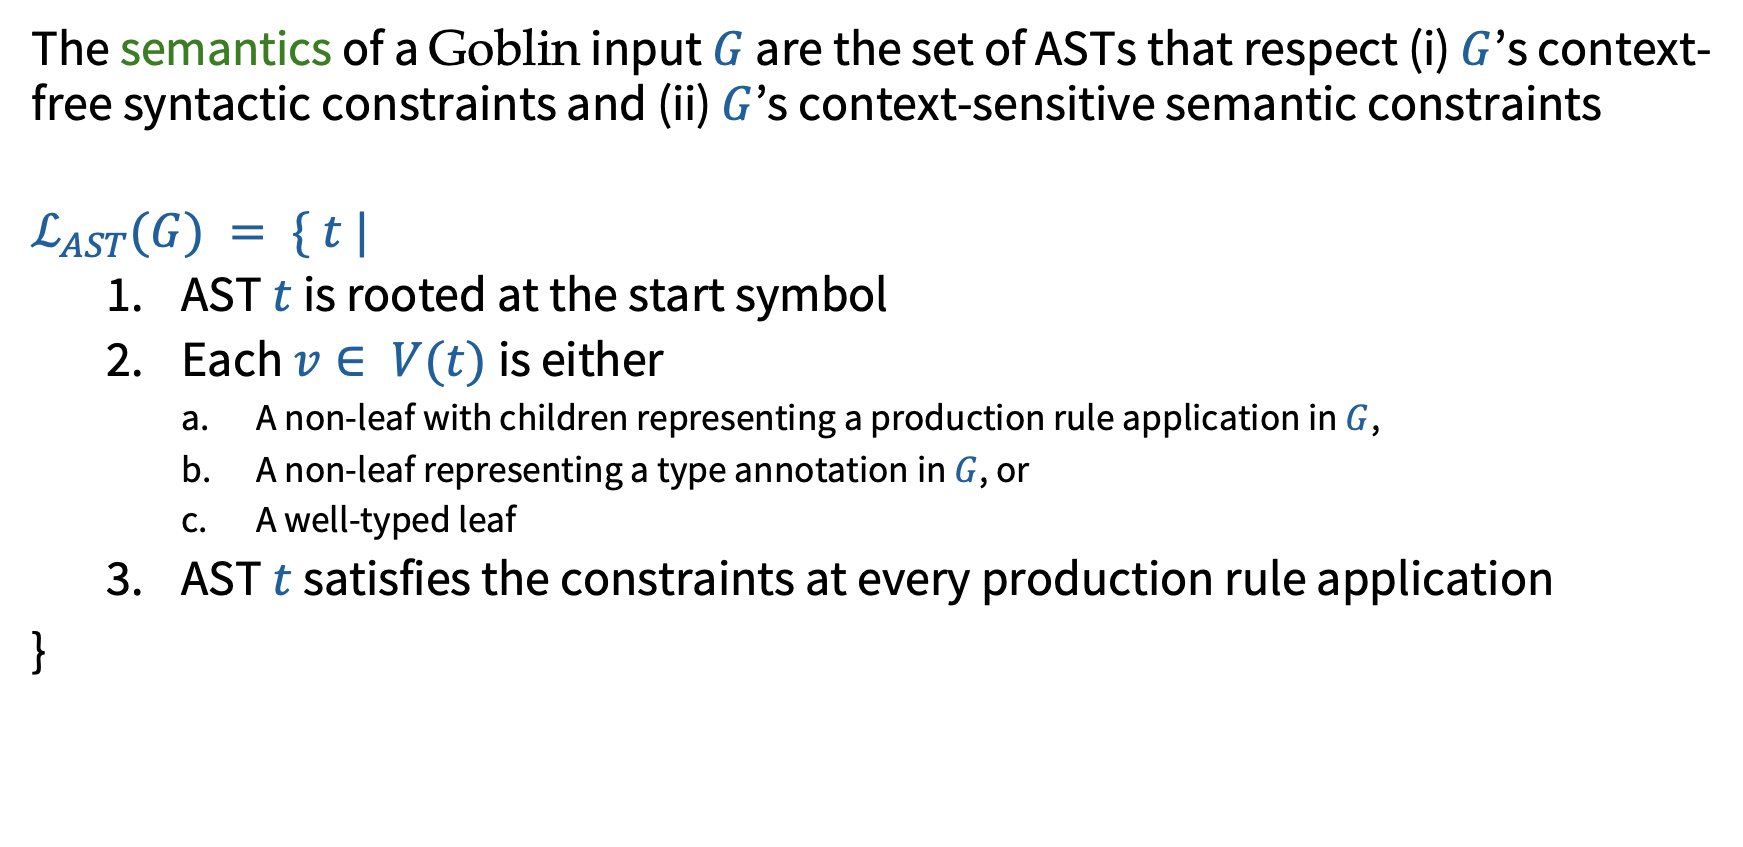 The semantics of a Goblin input G are the set of ASTs that respect (i) G’s context-
free syntactic constraints and (ii) G’s context-sensitive semantic constraints
ℒ_AST(G) = { t |
1. AST t is rooted at the start symbol
2. Each v ∈ V(t) is either
a. A non-leaf with children representing a production rule application in G,
b. A non-leaf representing a type annotation in G, or
c. A well-typed leaf
3. AST t satisfies the constraints at every production rule application
}